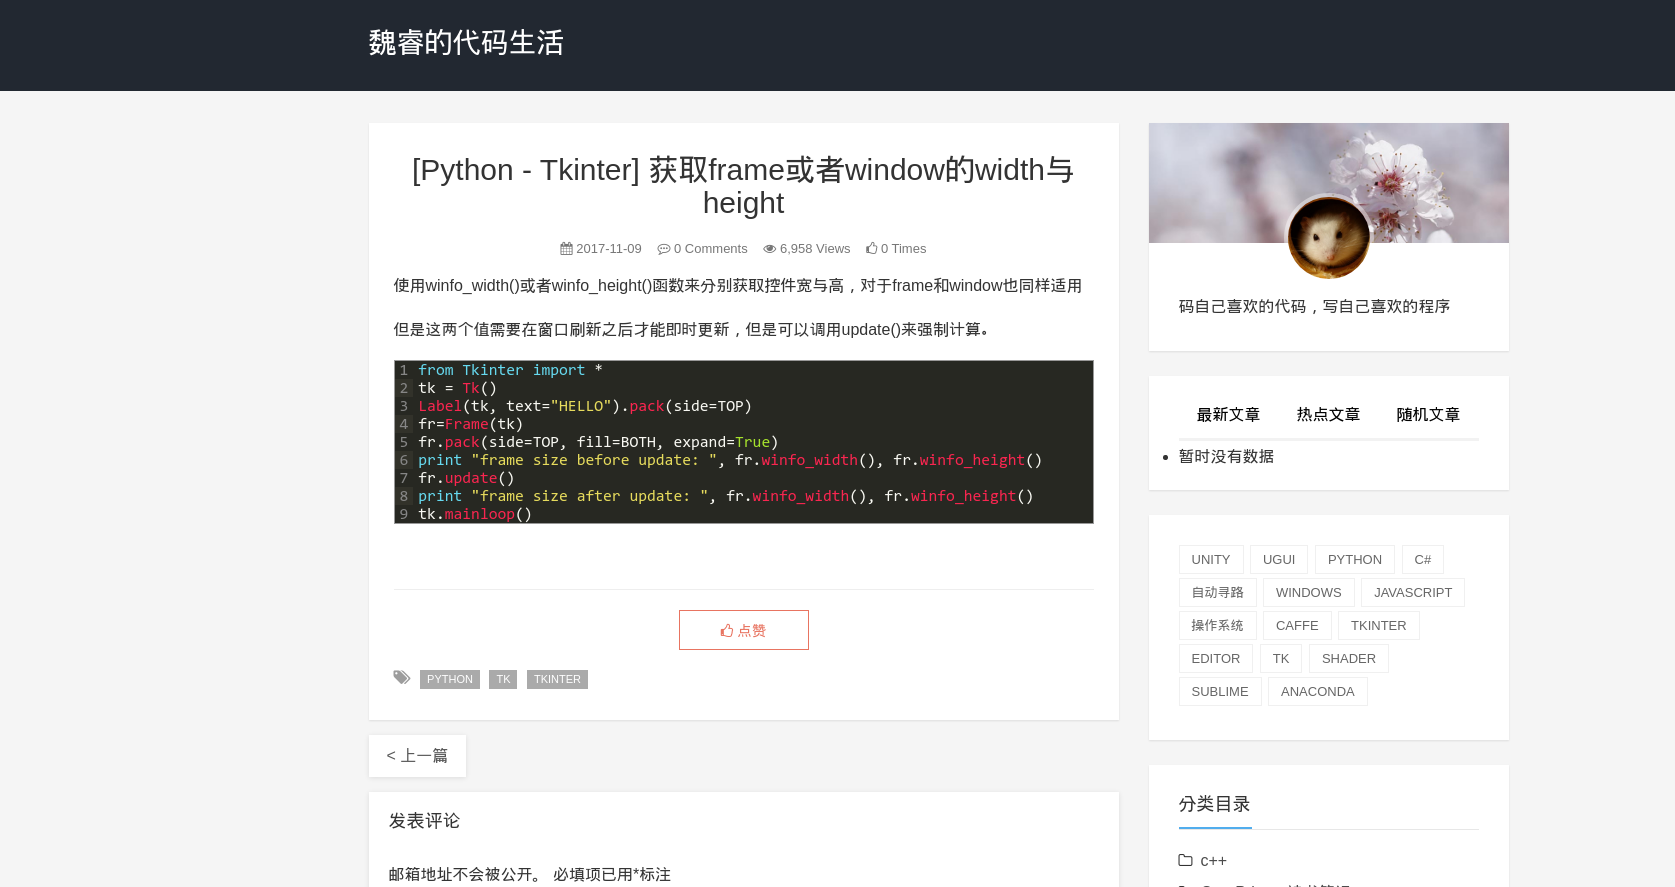 魏睿的代码生活
[Python - Tkinter] 获取frame或者window的width与
height
2017-11-09 0 Comments 6,958 Views 0 Times
使用winfo_width()或者winfo_height()函数来分别获取控件宽与高，对于frame和window也同样适用
但是这两个值需要在窗口刷新之后才能即时更新，但是可以调用update()来强制计算。
1 from Tkinter import *
2 tk = Tk()
3 Label(tk, text="HELLO").pack(side=TOP)
4 fr=Frame(tk)
5 fr.pack(side=TOP, fill=BOTH, expand=True)
6 print "frame size before update: ", fr.winfo_width(), fr.winfo_height()
7 fr.update()
8 print "frame size after update: ", fr.winfo_width(), fr.winfo_height()
9 tk.mainloop()
点赞
PYTHON TK TKINTER
< 上一篇
发表评论
邮箱地址不会被公开。 必填项已用*标注
码自己喜欢的代码，写自己喜欢的程序
最新文章 热点文章 随机文章
暂时没有数据
UNITY UGUI PYTHON C#
自动寻路 WINDOWS JAVASCRIPT
操作系统 CAFFE TKINTER
EDITOR TK SHADER
SUBLIME ANACONDA
分类目录
c++